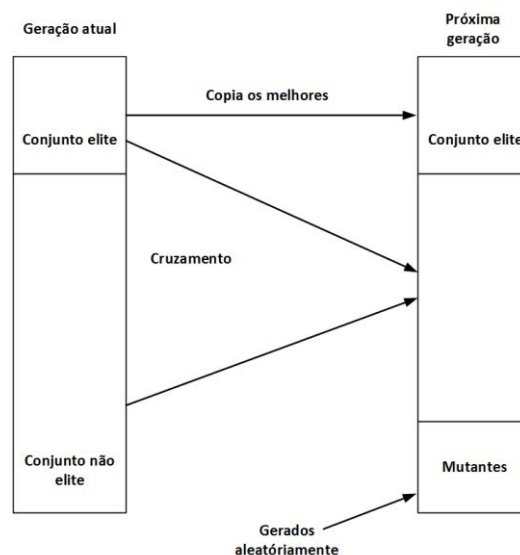 Geração atual
Próxima
geração
Copia os melhores
Conjunto elite
Conjunto elite
Cruzamento
Conjunto não
elite
Mutantes
Gerados
aleatóriamente